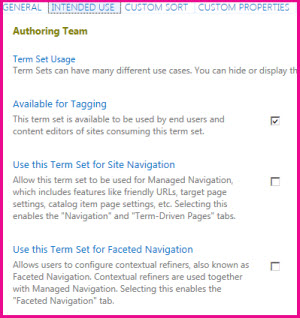 GENERAL INTENDED USE CUSTOM SORT CUSTOM PROPERTIES
Authoring Team
Term Set Usage
Term Sets can have many different use cases. You can hide or display th
Available for Tagging
This term set is available to be used by end users and
content editors of sites consuming this term set.
Use this Term Set for Site Navigation
Allow this term set to be used for Managed Navigation,
which includes features like friendly URLs, target page
settings, catalog item page settings, etc. Selecting this
enables the "Navigation" and "Term-Driven Pages" tabs.
Use this Term Set for Faceted Navigation
Allows users to configure contextual refiners, also known as
Faceted Navigation. Contextual refiners are used together
with Managed Navigation. Selecting this enables the
"Faceted Navigation" tab.